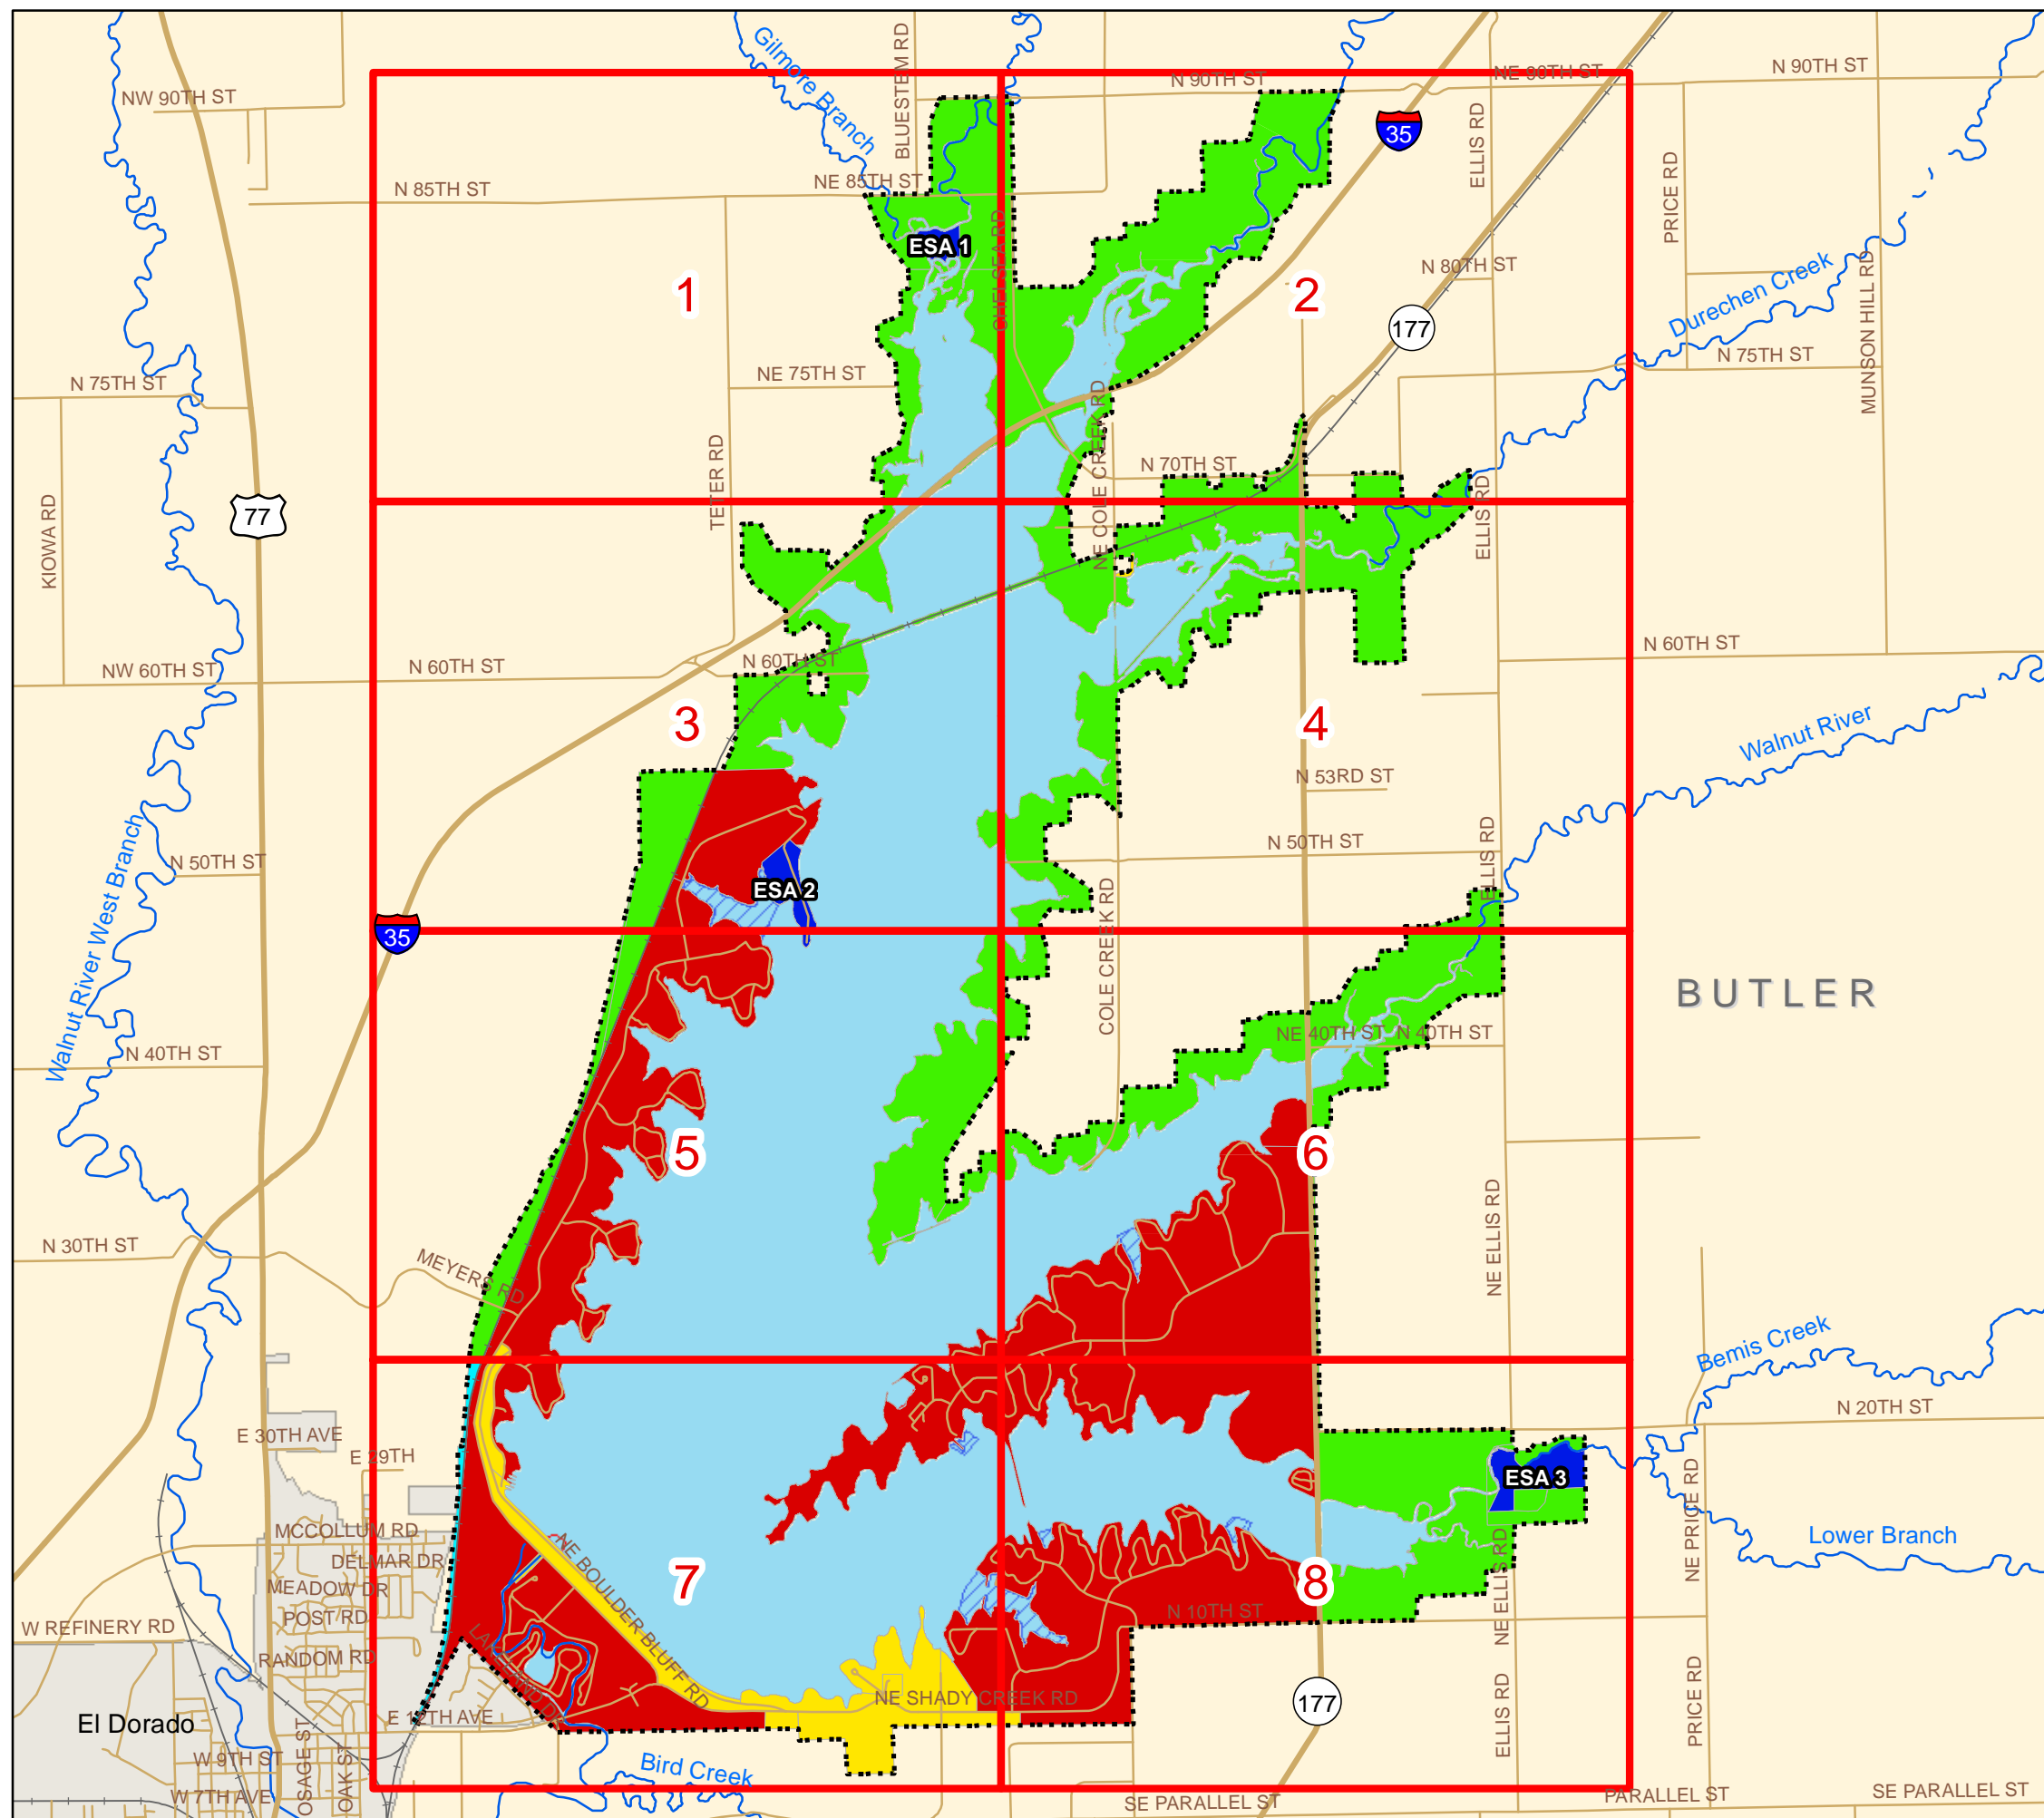 Gilmore Branch
BLUESTEM RD
N 90TH ST
NE 90TH ST
N 90TH ST
NW 90TH ST
35
ELLIS RD
PRICE RD
N 85TH ST
NE 85TH ST
ESA 1
CHELSEA RD
1
2
N 80TH ST
Durechen Creek
MUNSON HILL RD
177
N 75TH ST
NE 75TH ST
N 75TH ST
TETER RD
NE COLE CREEK RD
N 70TH ST
KIOWA RD
77
ELLIS RD
NW 60TH ST
N 60TH ST
N 60TH ST
N 60TH ST
3
4
Walnut River
N 53RD ST
Walnut River West Branch
N 50TH ST
N 50TH ST
ELLIS RD
ESA 2
35
COLE CREEK RD
BUTLER
N 40TH ST
NE 40TH ST
N 40TH ST
5
6
N 30TH ST
MEYERS RD
NE ELLIS RD
Bemis Creek
N 20TH ST
E 30TH AVE
E 29TH
ESA 3
NE PRICE RD
MCCOLLUM RD
DELMAR DR
MEADOW DR
POST RD
W REFINERY RD
RANDOM RD
NE BOULDER BLUFF RD
7
8
Lower Branch
N 10TH ST
NE ELLIS RD
LAKELAND DR
NE SHADY CREEK RD
177
ELLIS RD
PRICE RD
El Dorado
E 12TH AVE
W 9TH ST
OSAGE ST
OAK ST
W 7TH AVE
Bird Creek
SE PARALLEL ST
PARALLEL ST
SE PARALLEL ST